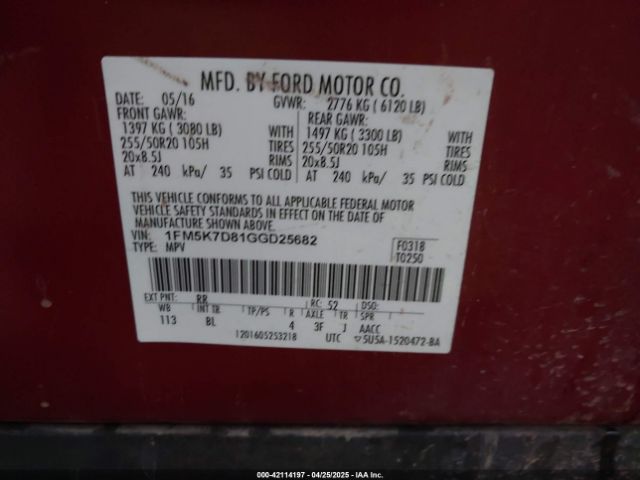 MFD. BY FORD MOTOR CO.
DATE: 05/16 GVWR: 2776 KG ( 6120 LB)
FRONT GAWR: REAR GAWR:
1397 KG ( 3080 LB) WITH 1497 KG ( 3300 LB) WITH
255/50R20 105H TIRES 255/50R20 105H TIRES
20x8.5J RIMS 20x8.5J RIMS
AT 240 kPa/ 35 PSI COLD AT 240 kPa/ 35 PSI COLD
THIS VEHICLE CONFORMS TO ALL APPLICABLE FEDERAL MOTOR
VEHICLE SAFETY STANDARDS IN EFFECT ON THE DATE OF
MANUFACTURE SHOWN ABOVE.
VIN: 1FM5K7D81GGD25682 F0318
TYPE: MPV T0250
EXT PNT: RR RC: 52 DSO:
WB INT TR TP/PS R AXLE TR SPR
113 BL 4 3F J AACC
1201605253218 UTC 5U5A-1520472-BA
000-42114197 - 04/25/2025 - IAA Inc.